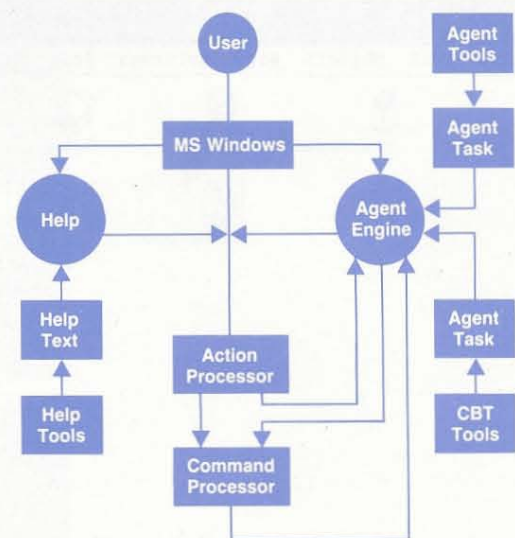 User
Agent
Tools
MS Windows
Agent
Task
Help
Agent
Engine
Help
Text
Agent
Task
Action
Processor
Help
Tools
CBT
Tools
Command
Processor